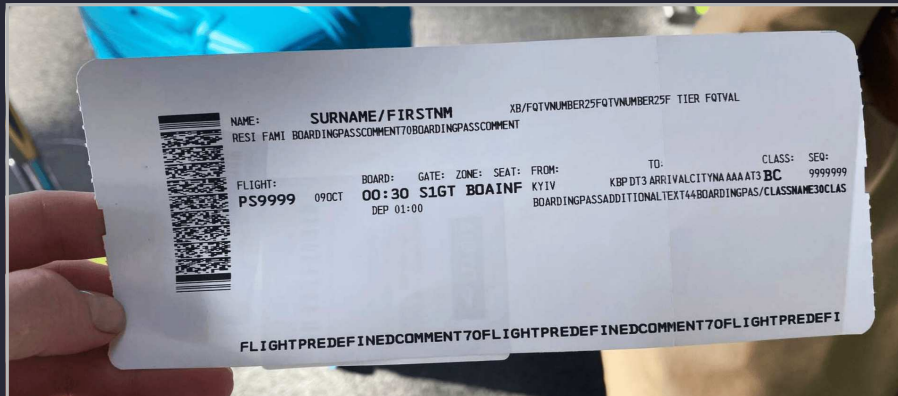 NAME: SURNAME/FIRSTNM XB/FQTVNUMBER25FQTVNUMBER25F TIER FQTVAL
RESI FAMI BOARDINGPASSCOMMENT70BOARDINGPASSCOMMENT
FLIGHT: BOARD: GATE: ZONE: SEAT: FROM: TO: CLASS: SEQ:
PS9999 09OCT 00:30 S1GT BOAINF KYIV KBP DT3 ARRIVALCITYNA AAA AT3 BC 9999999
DEP 01:00 BOARDINGPASSADDITIONALTEXT44BOARDINGPAS/CLASSNAME30CLAS
FLIGHTPREDEFINEDCOMMENT70FLIGHTPREDEFINEDCOMMENT70FLIGHTPREDEFI